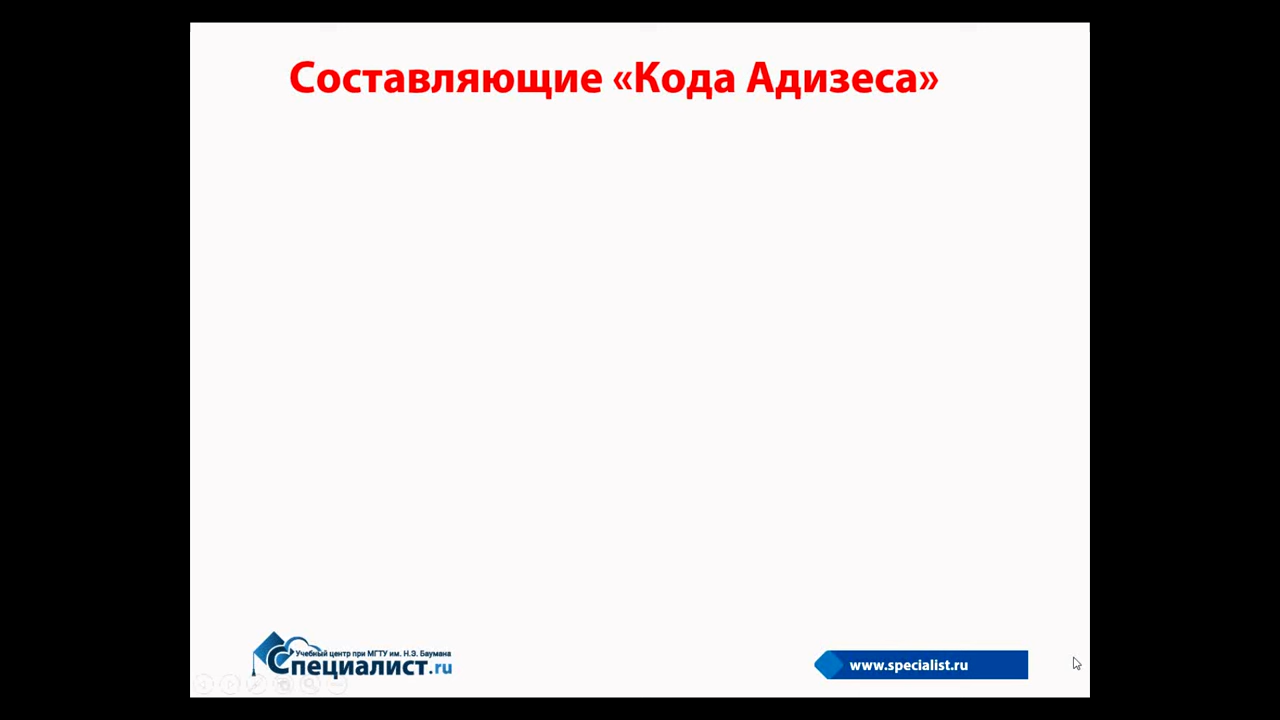 Составляющие «Кода Адизеса»
Учебный центр при МГТУ им. Н.Э. Баумана
Специалист.ru
www.specialist.ru